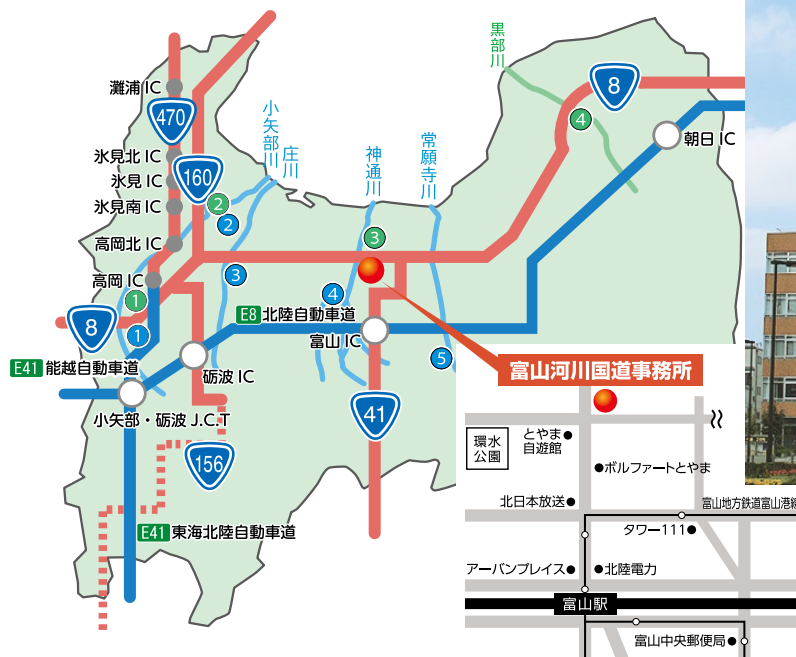 灘浦 IC
470
氷見北 IC
氷見 IC
160
氷見南 IC
高岡北 IC
高岡 IC
小矢部川
庄川
神通川
常願寺川
黒部川
8
4
朝日 IC
2
2
3
3
4
1
1
8
5
E8 北陸自動車道
富山 IC
E41 能越自動車道
砺波 IC
小矢部・砺波 J.C.T
41
156
E41 東海北陸自動車道
富山河川国道事務所
環水
公園
とやま
自遊館
ボルファートとやま
北日本放送
富山地方鉄道富山港線
タワー111
アーバンプレイス
北陸電力
富山駅
富山中央郵便局